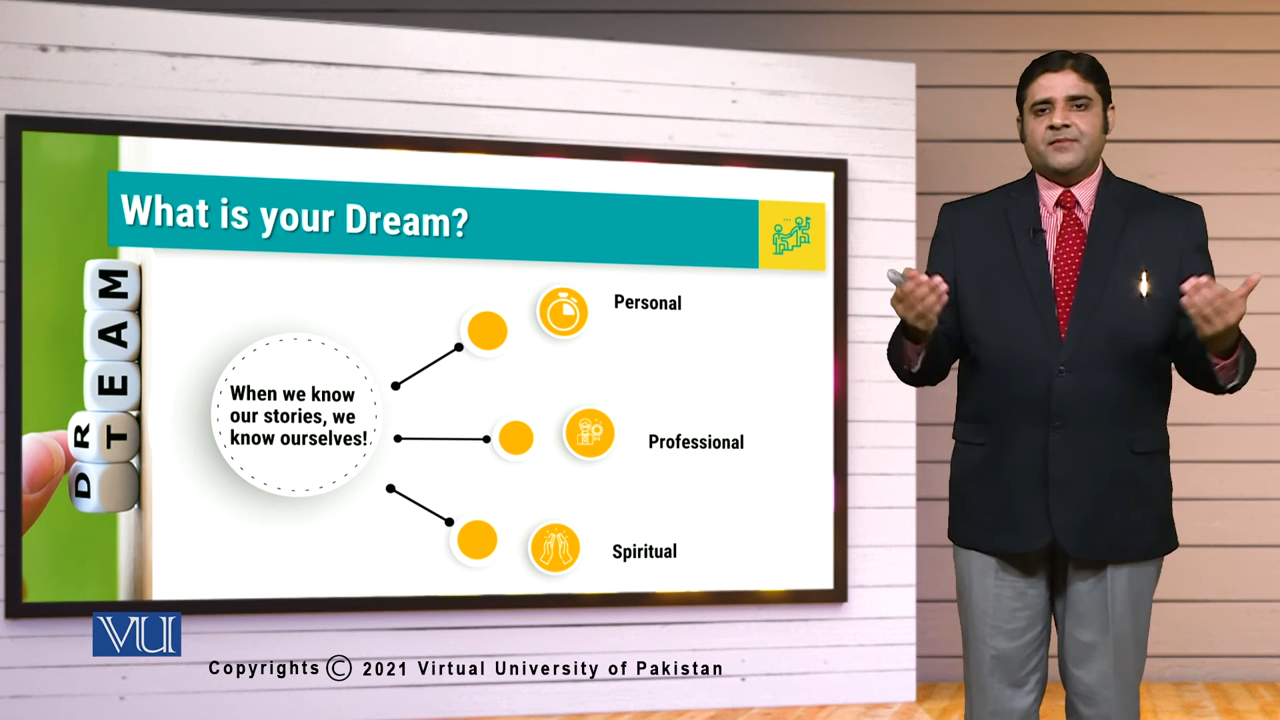 What is your Dream?
Personal
When we know
our stories, we
know ourselves!
Professional
Spiritual
D R
T E A M
VU
Copyrights © 2021 Virtual University of Pakistan